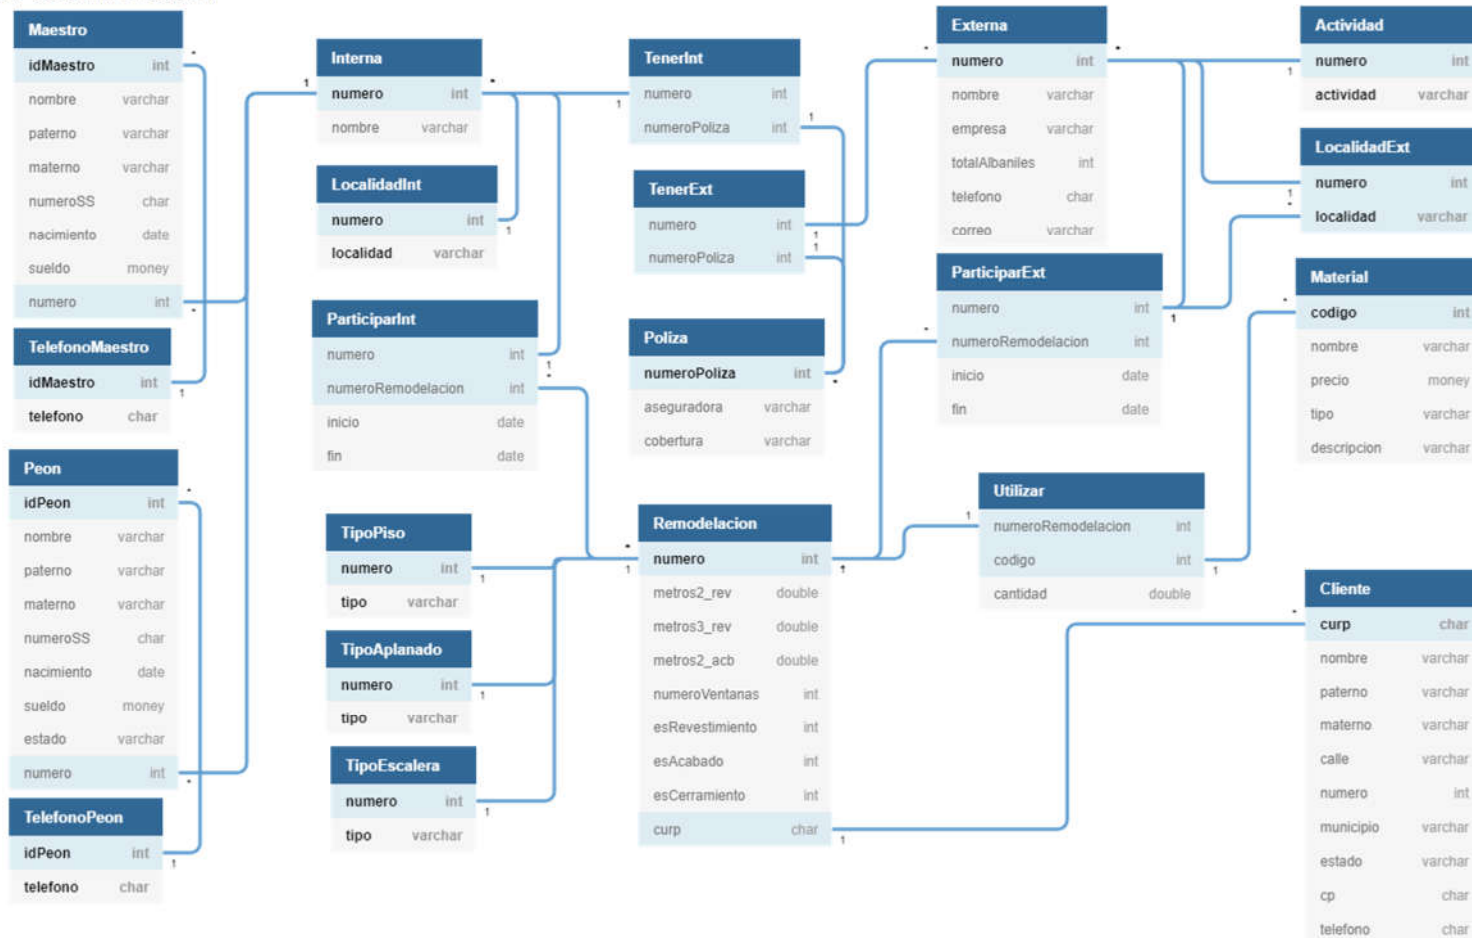 Maestro
idMaestro int
nombre varchar
paterno varchar
materno varchar
numeroSS char
nacimiento date
sueldo money
numero int
TelefonoMaestro
idMaestro int
telefono char
Peon
idPeon int
nombre varchar
paterno varchar
materno varchar
numeroSS char
nacimiento date
sueldo money
estado varchar
numero int
TelefonoPeon
idPeon int
telefono char
Interna
numero int
nombre varchar
LocalidadInt
numero int
localidad varchar
ParticiparInt
numero int
numeroRemodelacion int
inicio date
fin date
TipoPiso
numero int
tipo varchar
TipoAplanado
numero int
tipo varchar
TipoEscalera
numero int
tipo varchar
TenerInt
numero int
numeroPoliza int
TenerExt
numero int
numeroPoliza int
Poliza
numeroPoliza int
aseguradora varchar
cobertura varchar
Remodelacion
numero int
metros2_rev double
metros3_rev double
metros2_acb double
numeroVentanas int
esRevestimiento int
esAcabado int
esCerramiento int
curp char
Externa
numero int
nombre varchar
empresa varchar
totalAlbaniles int
telefono char
correo varchar
ParticiparExt
numero int
numeroRemodelacion int
inicio date
fin date
Utilizar
numeroRemodelacion int
codigo int
cantidad double
Actividad
numero int
actividad varchar
LocalidadExt
numero int
localidad varchar
Material
codigo int
nombre varchar
precio money
tipo varchar
descripcion varchar
Cliente
curp char
nombre varchar
paterno varchar
materno varchar
calle varchar
numero int
municipio varchar
estado varchar
cp char
telefono char